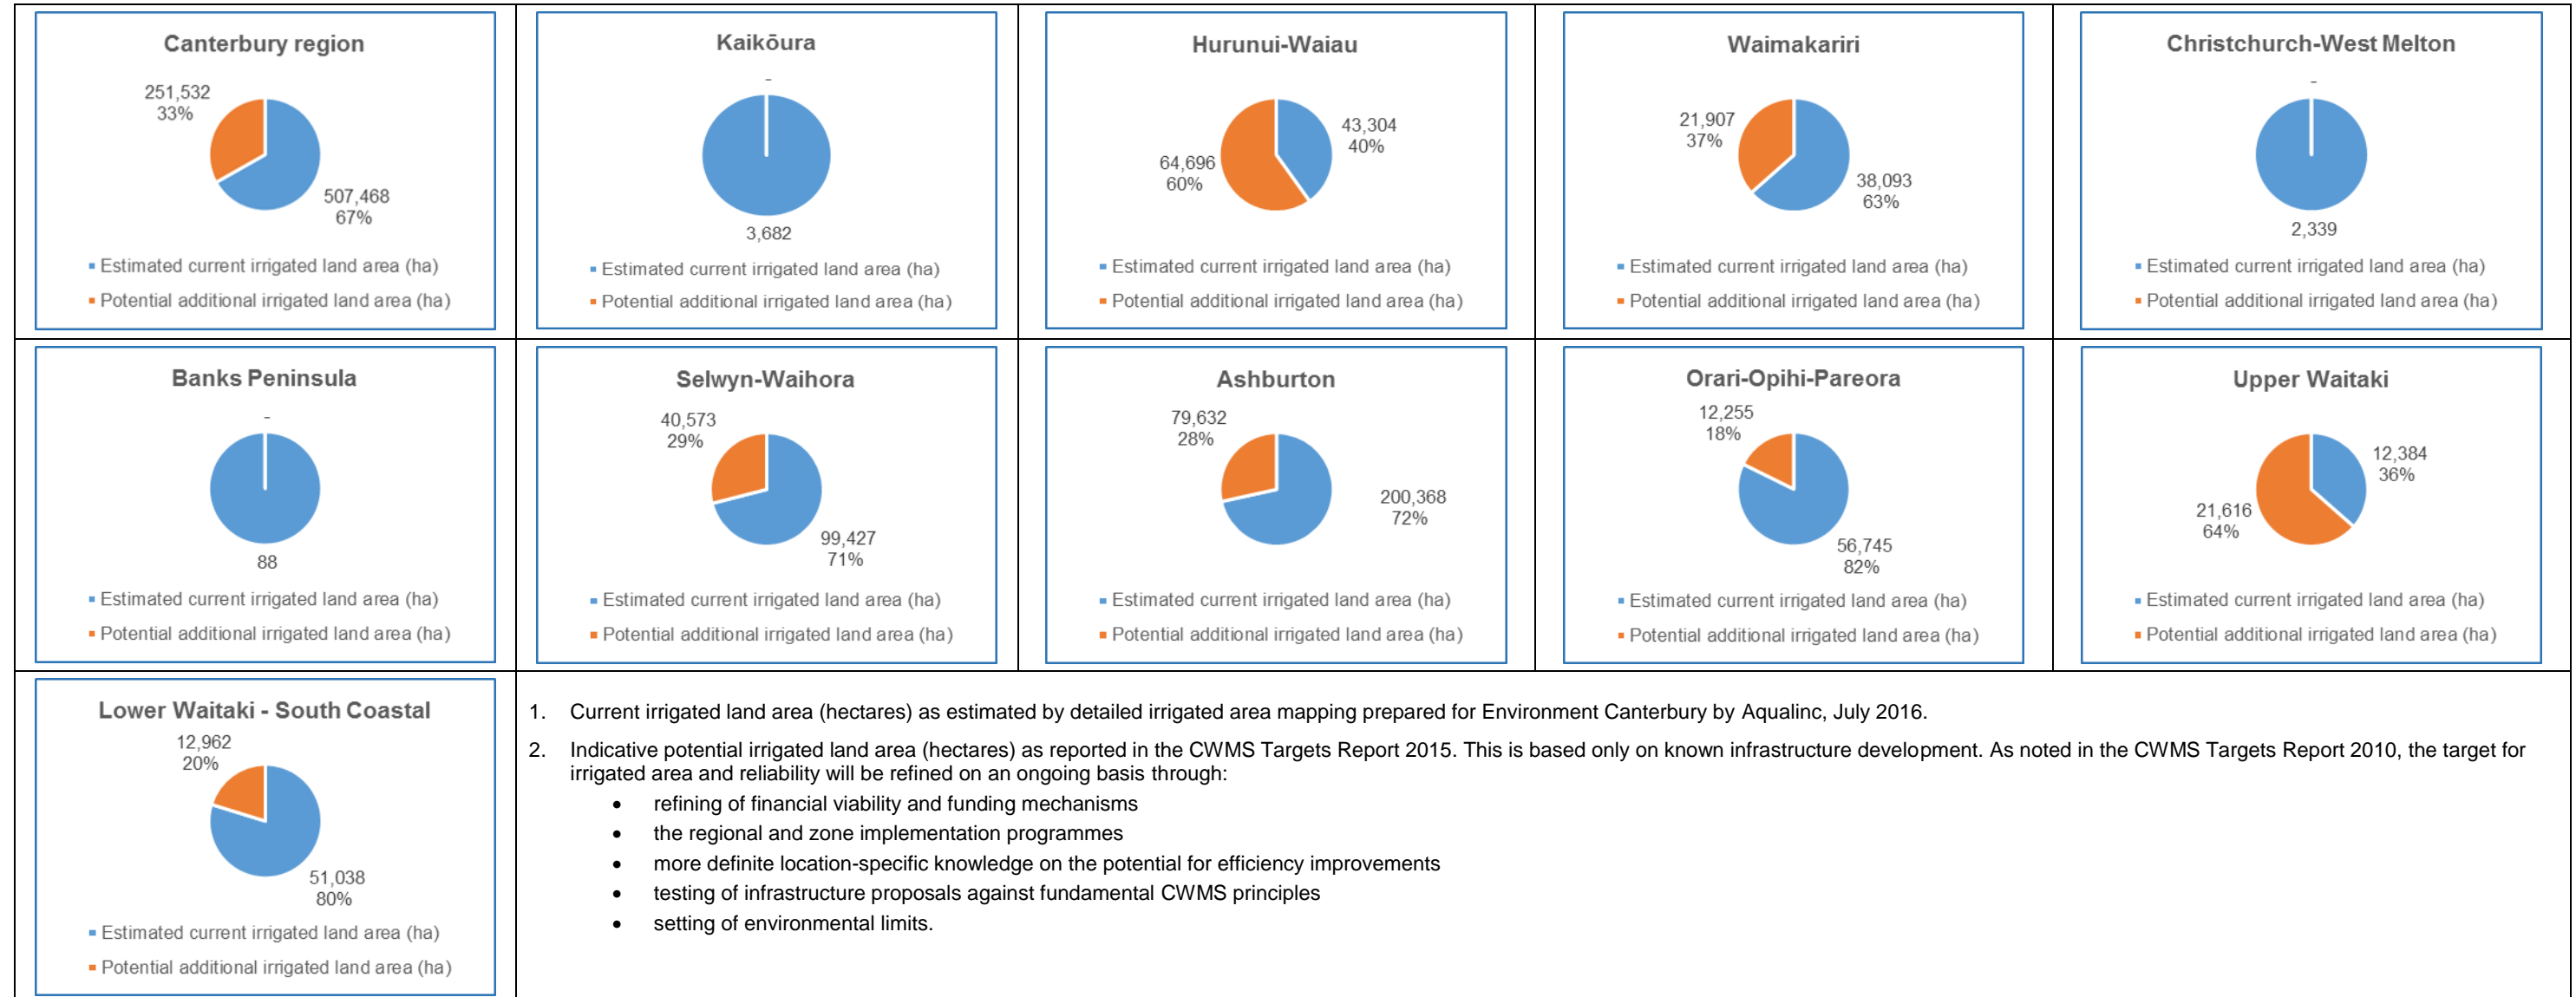 Canterbury region
251,532
33%
507,468
67%
Estimated current irrigated land area (ha)
Potential additional irrigated land area (ha)
Kaikōura
-
3,682
Estimated current irrigated land area (ha)
Potential additional irrigated land area (ha)
Hurunui-Waiau
43,304
40%
64,696
60%
Estimated current irrigated land area (ha)
Potential additional irrigated land area (ha)
Waimakariri
21,907
37%
38,093
63%
Estimated current irrigated land area (ha)
Potential additional irrigated land area (ha)
Christchurch-West Melton
-
2,339
Estimated current irrigated land area (ha)
Potential additional irrigated land area (ha)
Banks Peninsula
-
88
Estimated current irrigated land area (ha)
Potential additional irrigated land area (ha)
Selwyn-Waihora
40,573
29%
99,427
71%
Estimated current irrigated land area (ha)
Potential additional irrigated land area (ha)
Ashburton
79,632
28%
200,368
72%
Estimated current irrigated land area (ha)
Potential additional irrigated land area (ha)
Orari-Opihi-Pareora
12,255
18%
56,745
82%
Estimated current irrigated land area (ha)
Potential additional irrigated land area (ha)
Upper Waitaki
12,384
36%
21,616
64%
Estimated current irrigated land area (ha)
Potential additional irrigated land area (ha)
Lower Waitaki - South Coastal
12,962
20%
51,038
80%
Estimated current irrigated land area (ha)
Potential additional irrigated land area (ha)
1. Current irrigated land area (hectares) as estimated by detailed irrigated area mapping prepared for Environment Canterbury by Aqualinc, July 2016.
2. Indicative potential irrigated land area (hectares) as reported in the CWMS Targets Report 2015. This is based only on known infrastructure development. As noted in the CWMS Targets Report 2010, the target for
irrigated area and reliability will be refined on an ongoing basis through:
• refining of financial viability and funding mechanisms
• the regional and zone implementation programmes
• more definite location-specific knowledge on the potential for efficiency improvements
• testing of infrastructure proposals against fundamental CWMS principles
• setting of environmental limits.